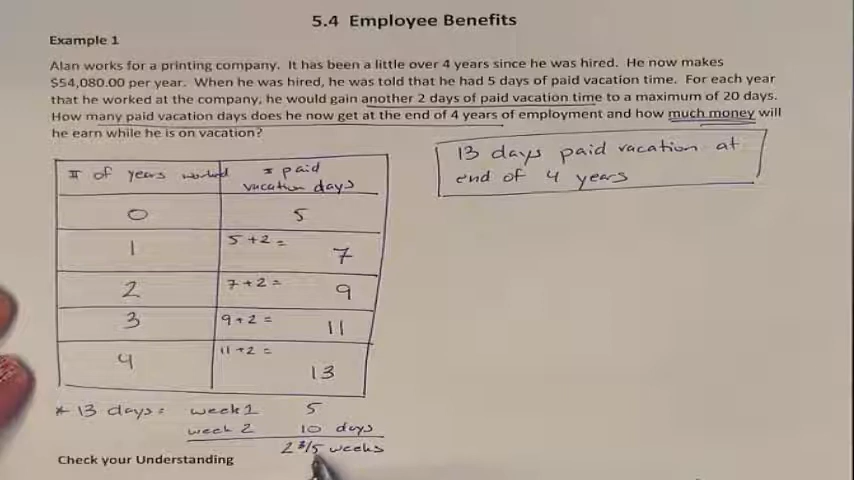 5.4 Employee Benefits
Example 1
Alan works for a printing company. It has been a little over 4 years since he was hired. He now makes
$54,080.00 per year. When he was hired, he was told that he had 5 days of paid vacation time. For each year
that he worked at the company, he would gain another 2 days of paid vacation time to a maximum of 20 days.
How many paid vacation days does he now get at the end of 4 years of employment and how much money will
he earn while he is on vacation?
13 days paid vacation at
end of 4 years
# of years worked
# paid
vacation days
0 5
1 5+2= 7
2 7+2= 9
3 9+2= 11
4 11+2= 13
* 13 days= week 1 5
week 2 10 days
2 3/5 weeks
Check your Understanding